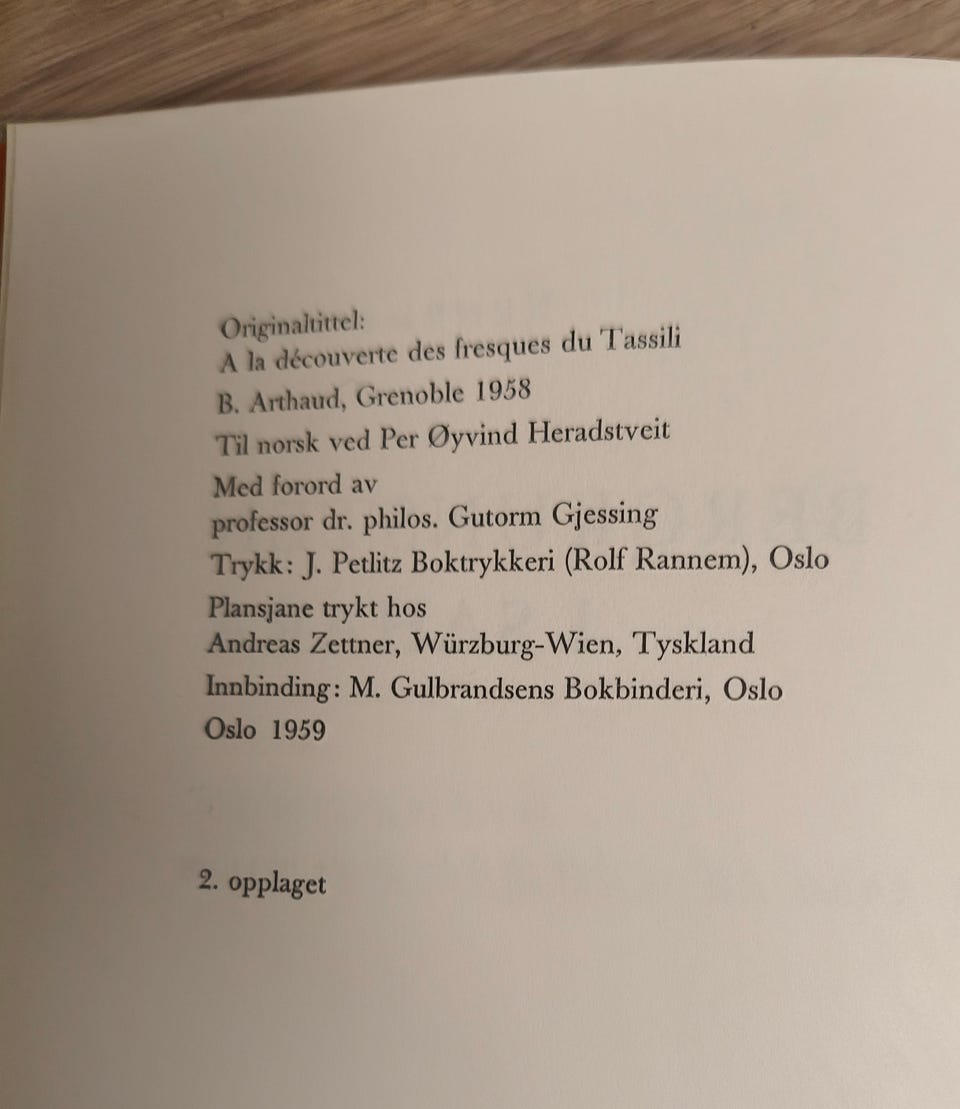 Originaltittel:
A la découverte des fresques du Tassili
B. Arthaud, Grenoble 1958
Til norsk ved Per Øyvind Heradstveit
Med forord av
professor dr. philos. Gutorm Gjessing
Trykk: J. Petlitz Boktrykkeri (Rolf Rannem), Oslo
Plansjane trykt hos
Andreas Zettner, Würzburg-Wien, Tyskland
Innbinding: M. Gulbrandsens Bokbinderi, Oslo
Oslo 1959
2. opplaget